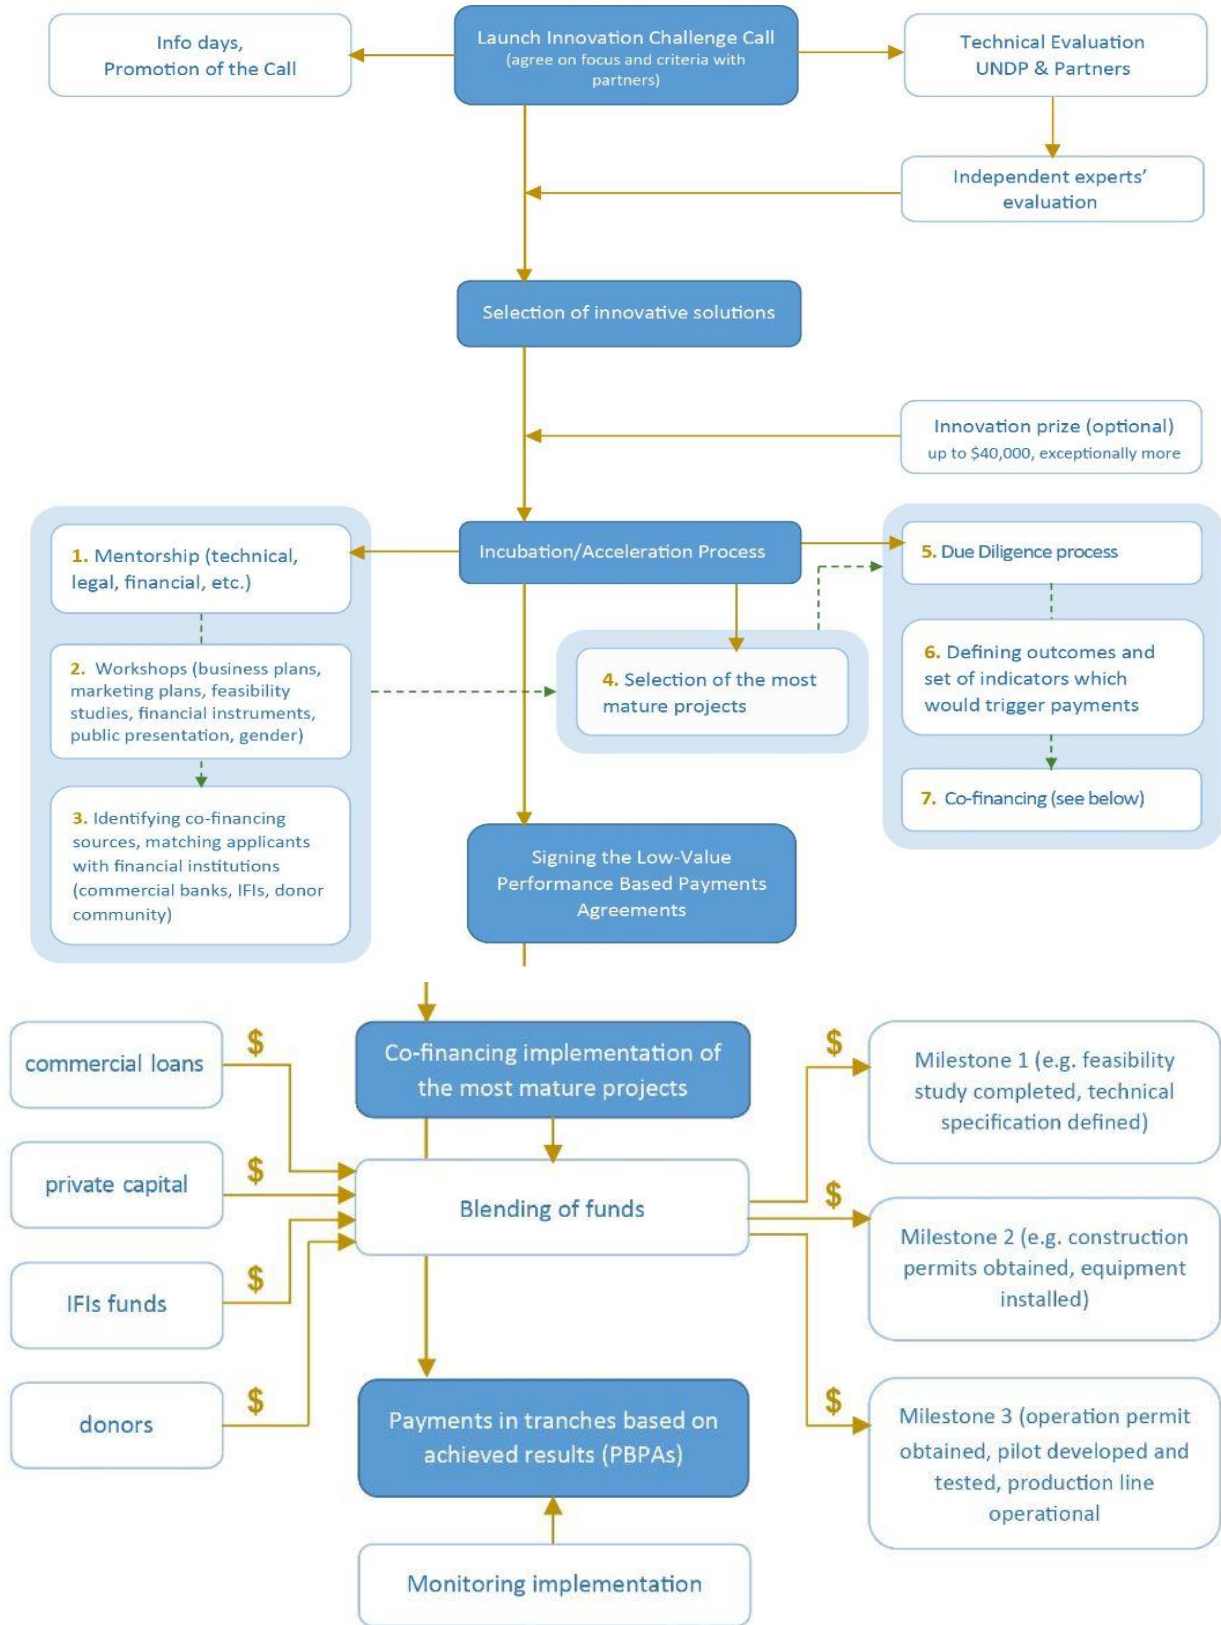 Info days,
Promotion of the Call
Launch Innovation Challenge Call
(agree on focus and criteria with
partners)
Technical Evaluation
UNDP & Partners
Independent experts’
evaluation
Selection of innovative solutions
Innovation prize (optional)
up to $40,000, exceptionally more
Incubation/Acceleration Process
1. Mentorship (technical,
legal, financial, etc.)
2. Workshops (business plans,
marketing plans, feasibility
studies, financial instruments,
public presentation, gender)
3. Identifying co-financing
sources, matching applicants
with financial institutions
(commercial banks, IFIs, donor
community)
4. Selection of the most
mature projects
5. Due Diligence process
6. Defining outcomes and
set of indicators which
would trigger payments
7. Co-financing (see below)
Signing the Low-Value
Performance Based Payments
Agreements
Co-financing implementation of
the most mature projects
commercial loans
$
private capital
$
IFIs funds
$
donors
$
Blending of funds
$
Milestone 1 (e.g. feasibility
study completed, technical
specification defined)
$
Milestone 2 (e.g. construction
permits obtained, equipment
installed)
$
Milestone 3 (operation permit
obtained, pilot developed and
tested, production line
operational
Payments in tranches based on
achieved results (PBPAs)
Monitoring implementation